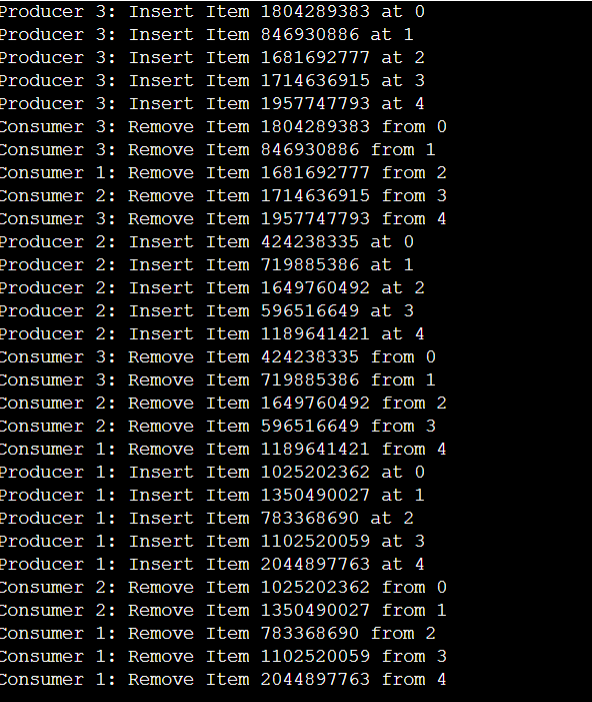 Producer 3: Insert Item 1804289383 at 0
Producer 3: Insert Item 846930886 at 1
Producer 3: Insert Item 1681692777 at 2
Producer 3: Insert Item 1714636915 at 3
Producer 3: Insert Item 1957747793 at 4
Consumer 3: Remove Item 1804289383 from 0
Consumer 3: Remove Item 846930886 from 1
Consumer 1: Remove Item 1681692777 from 2
Consumer 2: Remove Item 1714636915 from 3
Consumer 3: Remove Item 1957747793 from 4
Producer 2: Insert Item 424238335 at 0
Producer 2: Insert Item 719885386 at 1
Producer 2: Insert Item 1649760492 at 2
Producer 2: Insert Item 596516649 at 3
Producer 2: Insert Item 1189641421 at 4
Consumer 3: Remove Item 424238335 from 0
Consumer 3: Remove Item 719885386 from 1
Consumer 2: Remove Item 1649760492 from 2
Consumer 2: Remove Item 596516649 from 3
Consumer 1: Remove Item 1189641421 from 4
Producer 1: Insert Item 1025202362 at 0
Producer 1: Insert Item 1350490027 at 1
Producer 1: Insert Item 783368690 at 2
Producer 1: Insert Item 1102520059 at 3
Producer 1: Insert Item 2044897763 at 4
Consumer 2: Remove Item 1025202362 from 0
Consumer 2: Remove Item 1350490027 from 1
Consumer 1: Remove Item 783368690 from 2
Consumer 1: Remove Item 1102520059 from 3
Consumer 1: Remove Item 2044897763 from 4